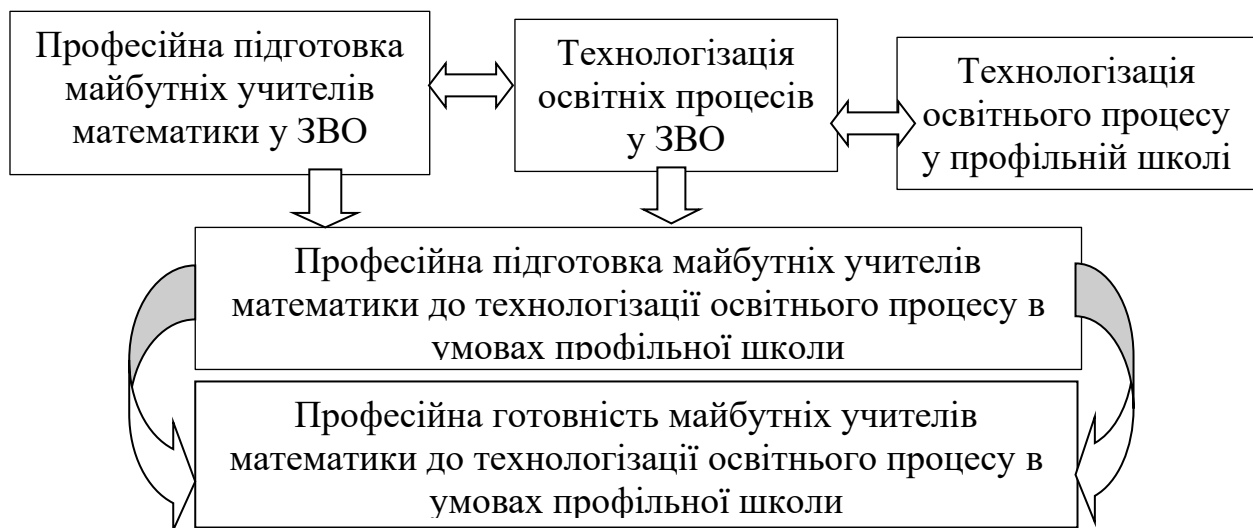 Професійна підготовка
майбутніх учителів
математики у ЗВО
Технологізація
освітніх процесів
у ЗВО
Технологізація
освітнього процесу
у профільній школі
Професійна підготовка майбутніх учителів
математики до технологізації освітнього процесу в
умовах профільної школи
Професійна готовність майбутніх учителів
математики до технологізації освітнього процесу в
умовах профільної школи